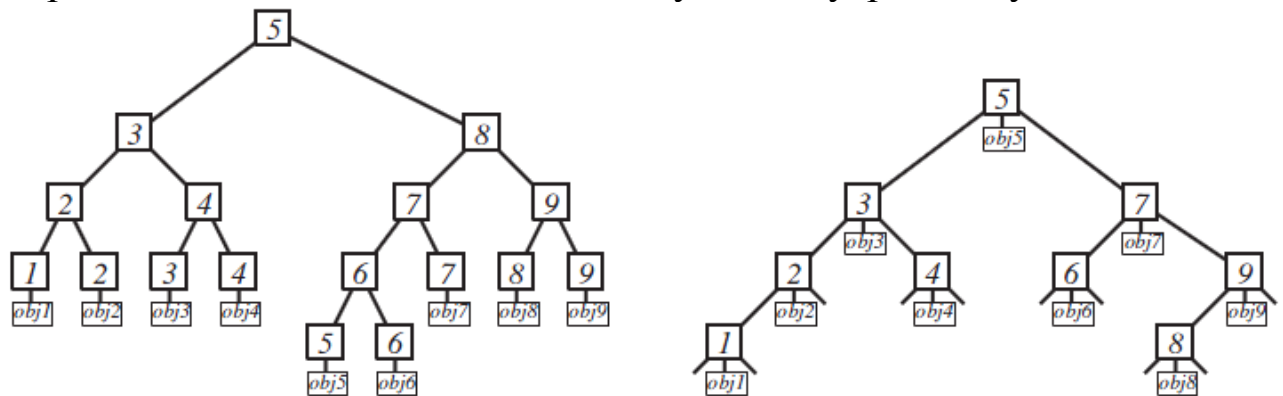 5
3 8
2 4 7 9
1 2 3 4 6 7 8 9
obj1 obj2 obj3 obj4 obj7 obj8 obj9
5 6
obj5 obj6
5
obj5
3 7
obj3 obj7
2 4 6 9
obj2 obj4 obj6 obj9
1 8
obj1 obj8